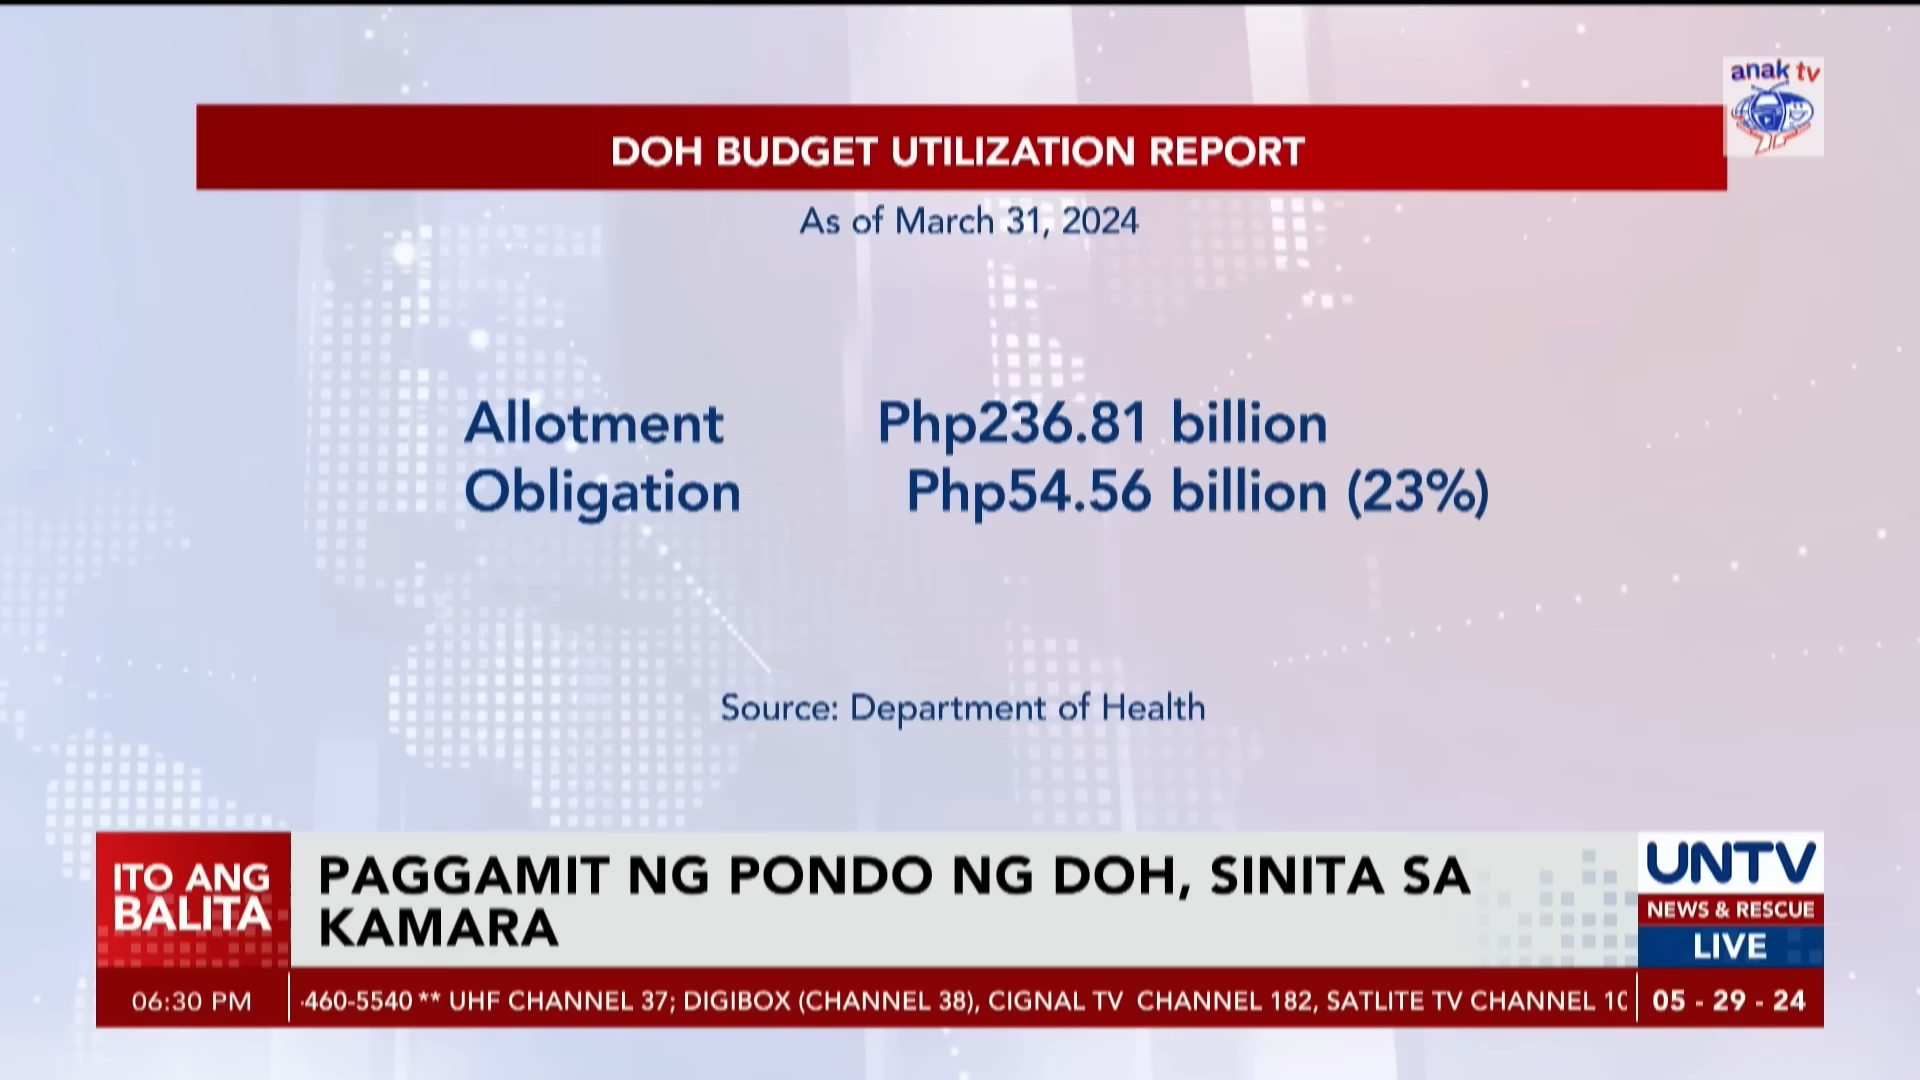 anak tv
DOH BUDGET UTILIZATION REPORT
As of March 31, 2024
Allotment Php236.81 billion
Obligation Php54.56 billion (23%)
Source: Department of Health
ITO ANG
BALITA
PAGGAMIT NG PONDO NG DOH, SINITA SA
KAMARA
UNTV
NEWS & RESCUE
LIVE
06:30 PM
-460-5540 ** UHF CHANNEL 37; DIGIBOX (CHANNEL 38), CIGNAL TV CHANNEL 182, SATLITE TV CHANNEL
05 - 29 - 24